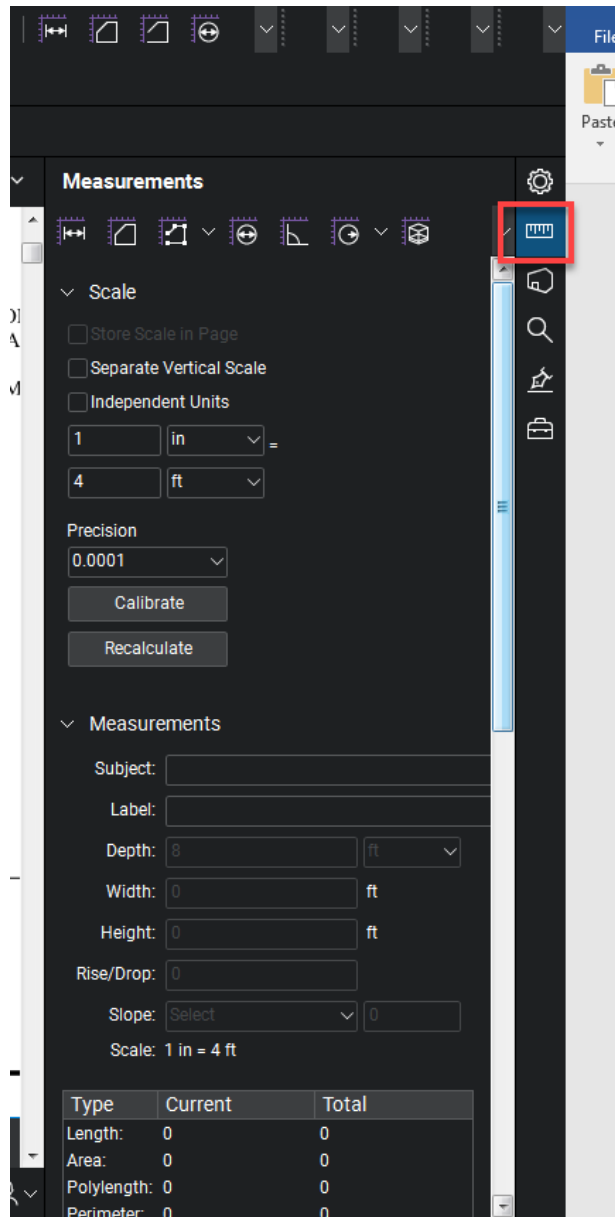 File
Paste
Measurements
Scale
Store Scale in Page
Separate Vertical Scale
Independent Units
1 in =
4 ft
Precision
0.0001
Calibrate
Recalculate
Measurements
Subject:
Label:
Depth: 8 ft
Width: 0 ft
Height: 0 ft
Rise/Drop: 0
Slope: Select 0
Scale: 1 in = 4 ft
Type Current Total
Length: 0 0
Area: 0 0
Polylength: 0 0
Perimeter: 0 0